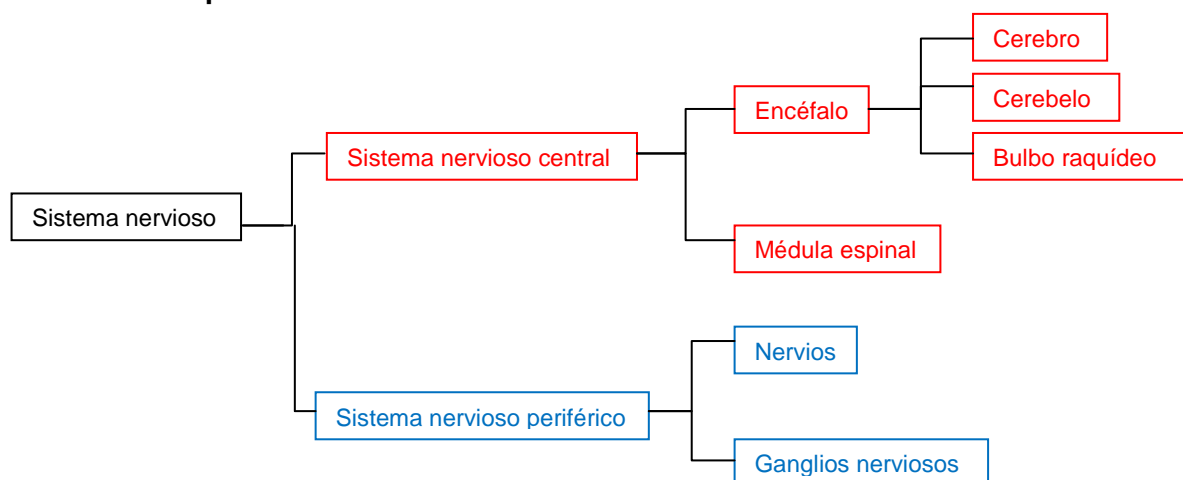 Cerebro
Encéfalo
Cerebelo
Sistema nervioso central
Bulbo raquídeo
Sistema nervioso
Médula espinal
Nervios
Sistema nervioso periférico
Ganglios nerviosos